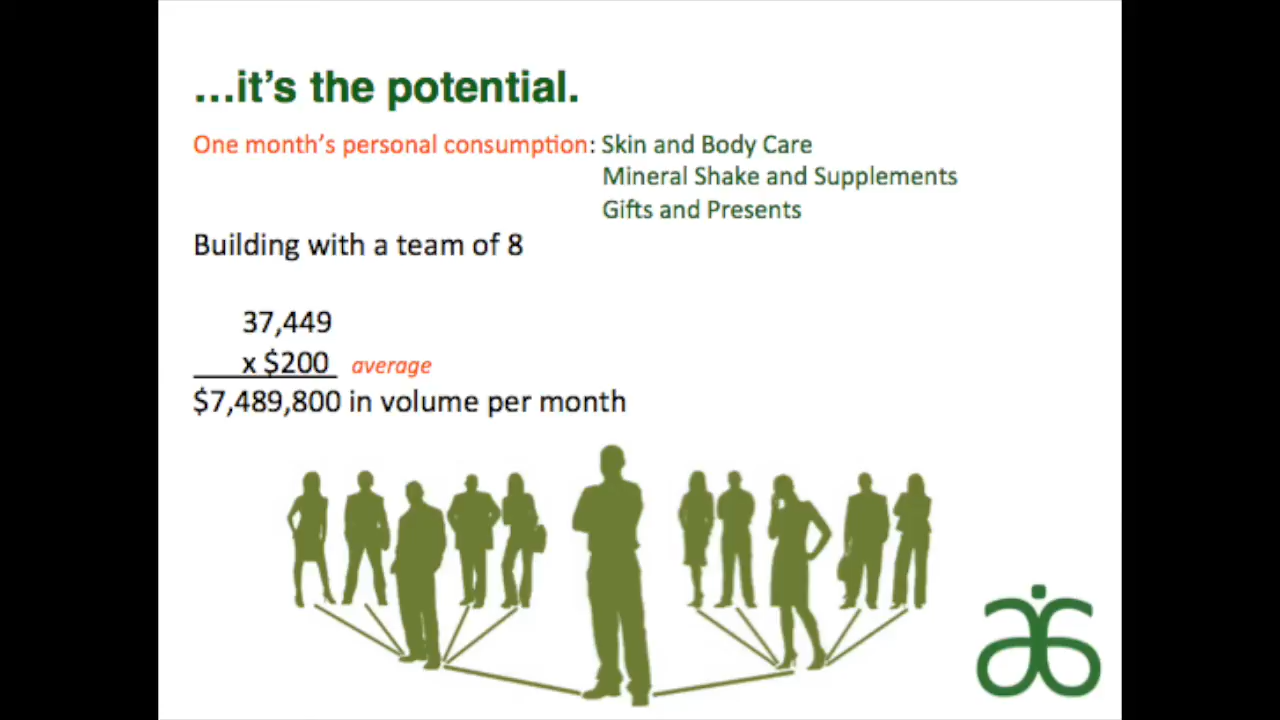 ...it's the potential.
One month's personal consumption: Skin and Body Care
Mineral Shake and Supplements
Gifts and Presents
Building with a team of 8
37,449
x $200 average
$7,489,800 in volume per month